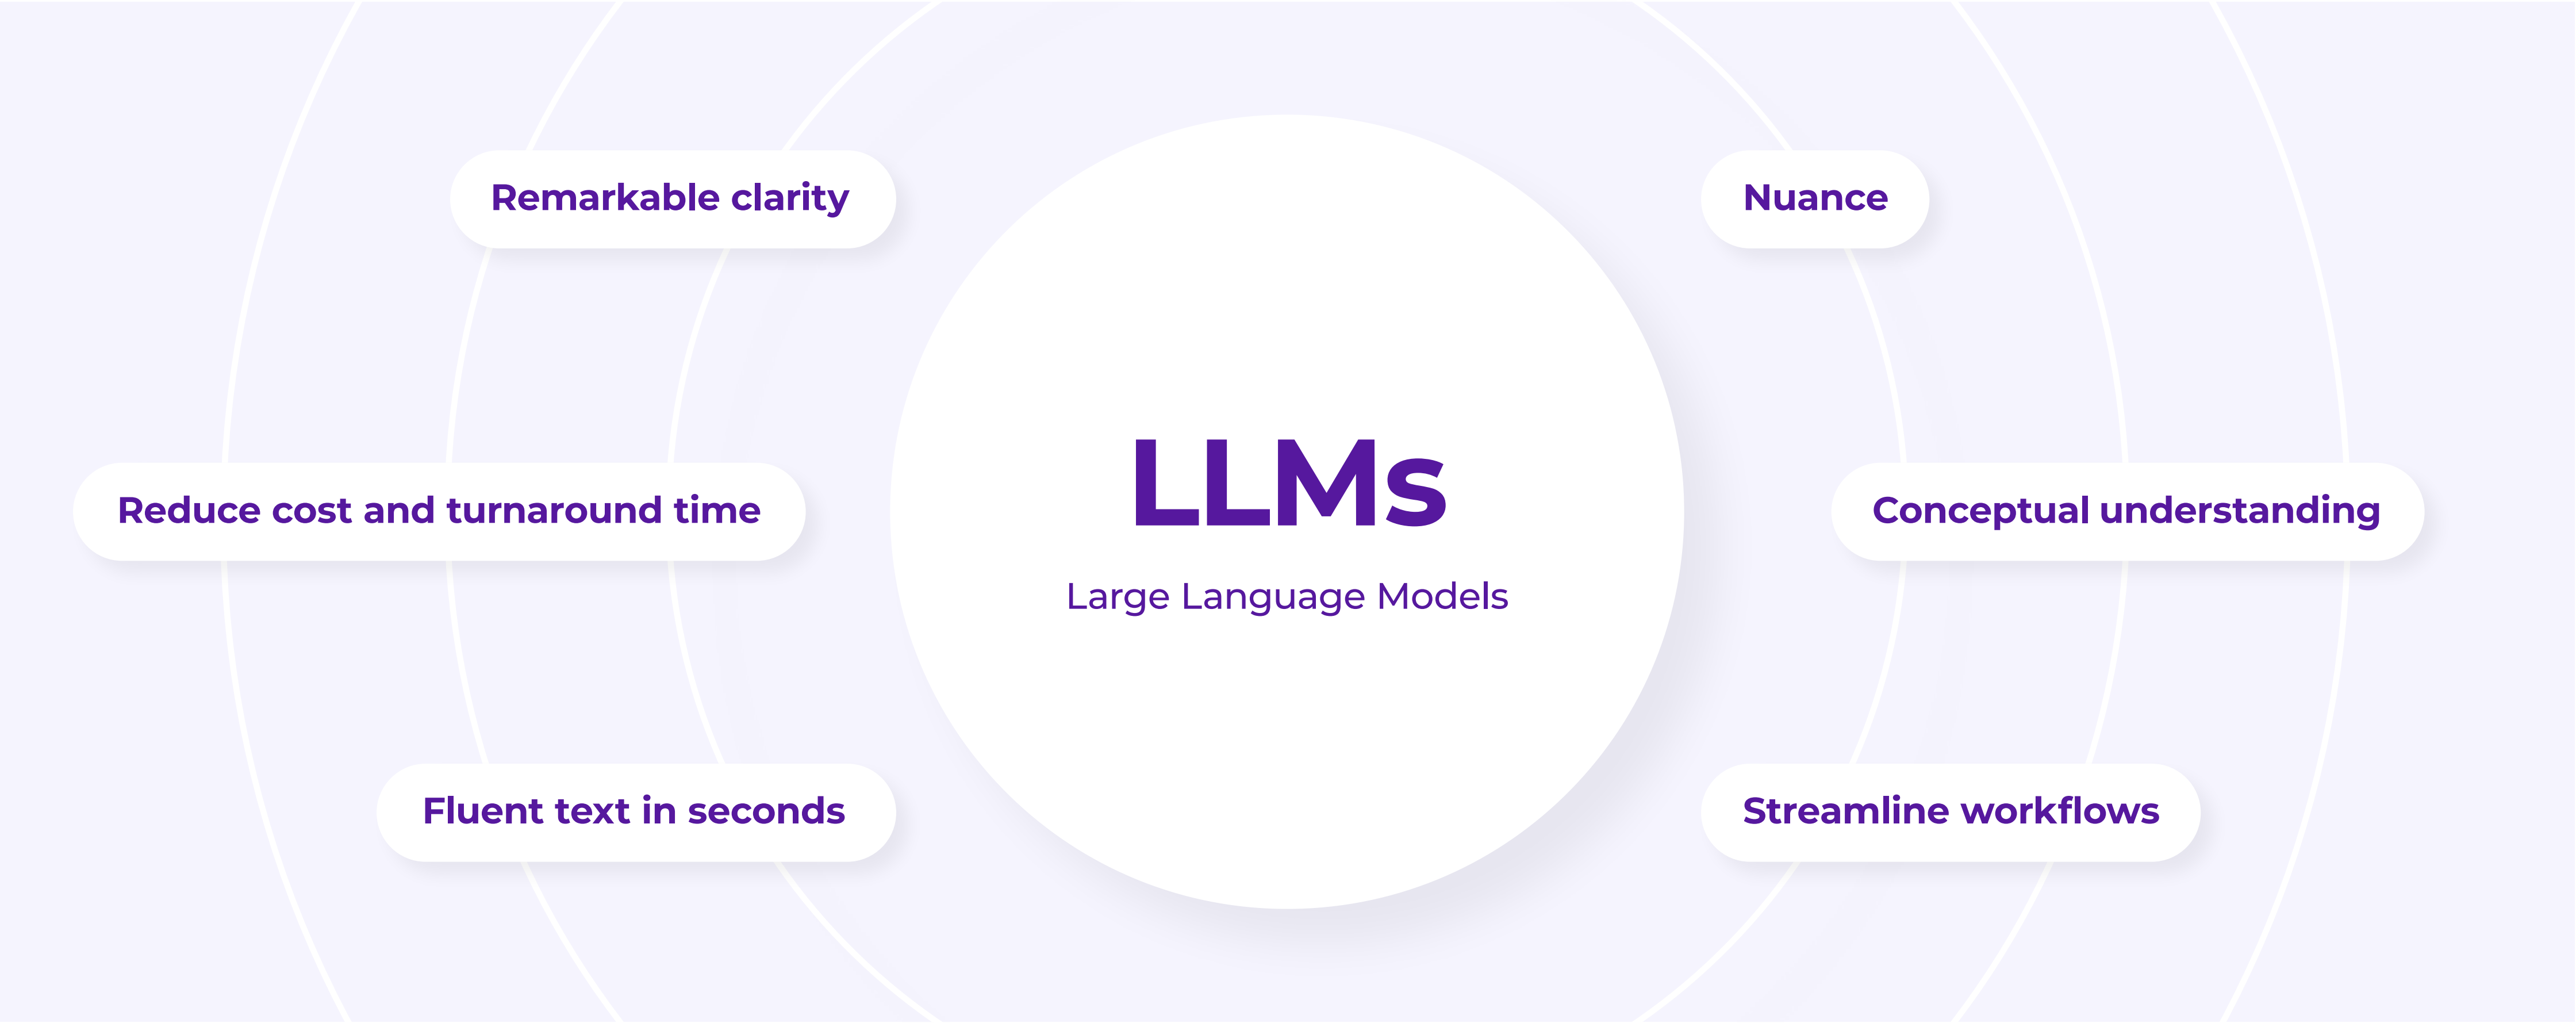 Remarkable clarity
Nuance
LLMs
Large Language Models
Reduce cost and turnaround time
Conceptual understanding
Fluent text in seconds
Streamline workflows